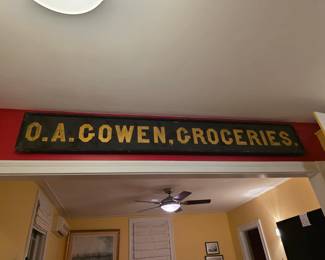 O.A. COWEN, GROCERIES.